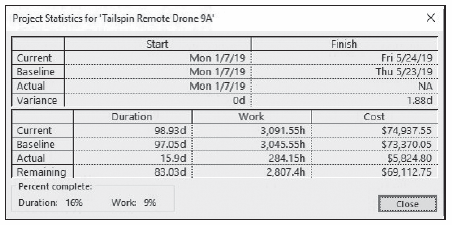 Project Statistics for 'Tailspin Remote Drone 9A' ×
Start Finish
Current Mon 1/7/19 Fri 5/24/19
Baseline Mon 1/7/19 Thu 5/23/19
Actual Mon 1/7/19 NA
Variance 0d 1.88d
Duration Work Cost
Current 98.93d 3,091.55h $74,937.55
Baseline 97.05d 3,045.55h $73,370.05
Actual 15.9d 284.15h $5,824.80
Remaining 83.03d 2,807.4h $69,112.75
Percent complete:
Duration: 16% Work: 9% Close